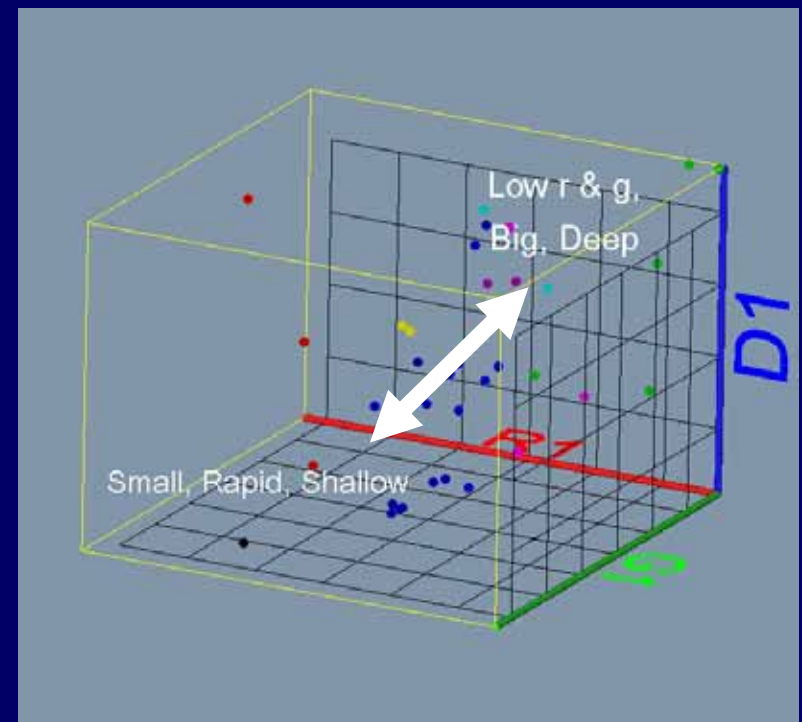 Low r & g,
Big, Deep
D1
R1
Small, Rapid, Shallow